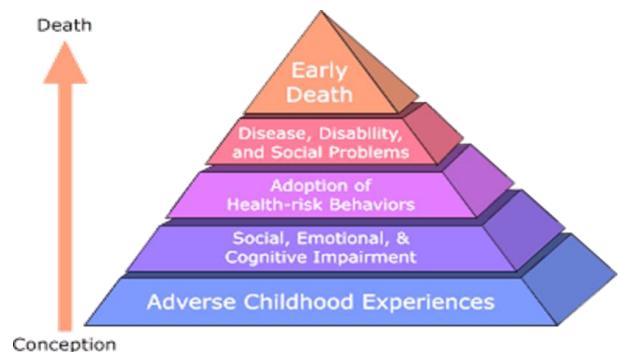 Death
Early
Death
Disease, Disability,
and Social Problems
Adoption of
Health-risk Behaviors
Social, Emotional, &
Cognitive Impairment
Adverse Childhood Experiences
Conception